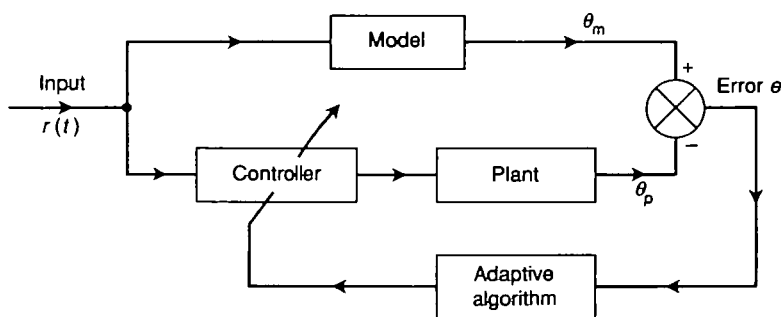 Model
θm
+
Input
Error e
r(t)
−
Controller
Plant
θp
Adaptive
algorithm